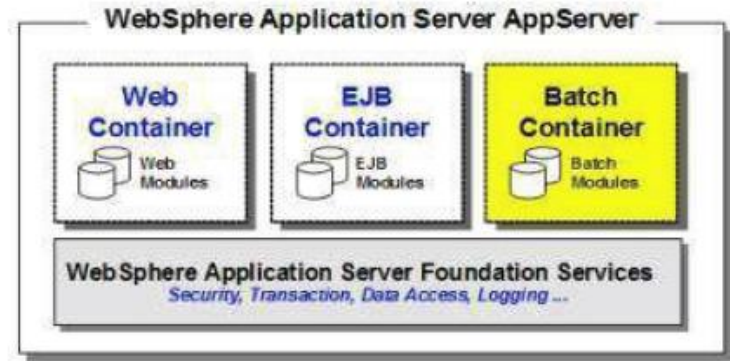 WebSphere Application Server AppServer
Web
Container
Web
Modules
EJB
Container
EJB
Modules
Batch
Container
Batch
Modules
WebSphere Application Server Foundation Services
Security, Transaction, Data Access, Logging ...